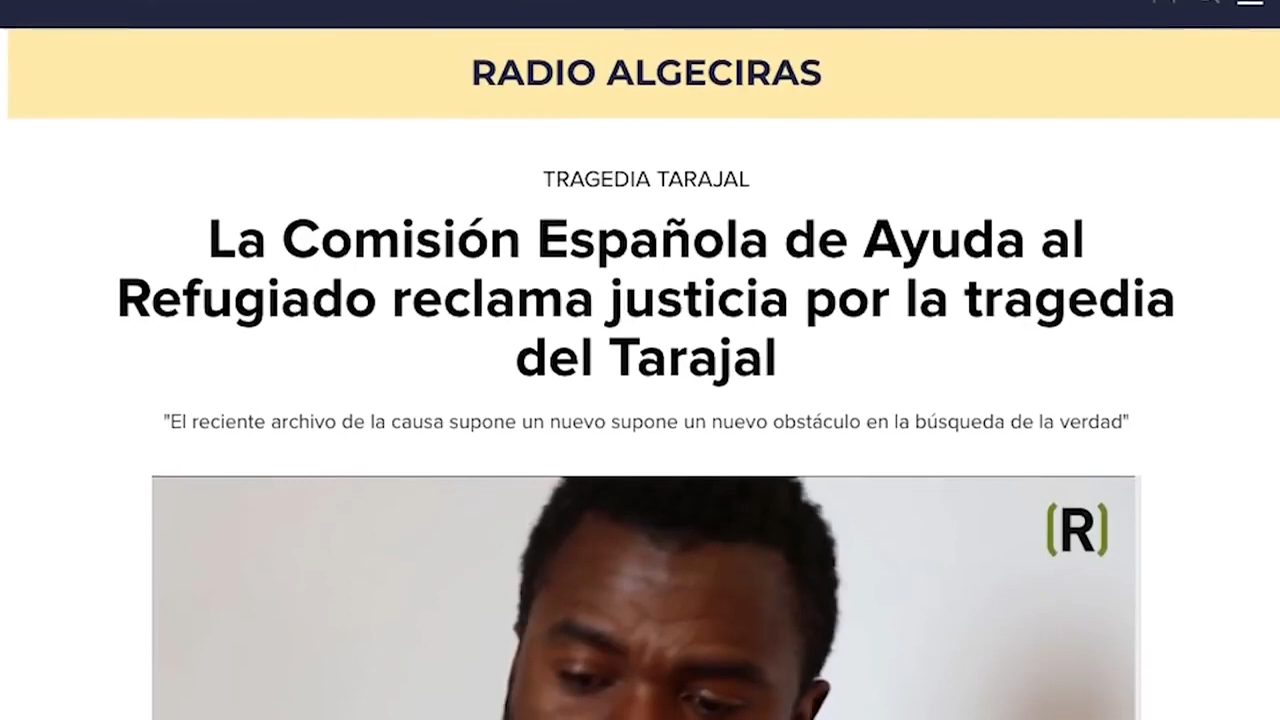 RADIO ALGECIRAS
TRAGEDIA TARAJAL
La Comisión Española de Ayuda al
Refugiado reclama justicia por la tragedia
del Tarajal
"El reciente archivo de la causa supone un nuevo supone un nuevo obstáculo en la búsqueda de la verdad"
(R)